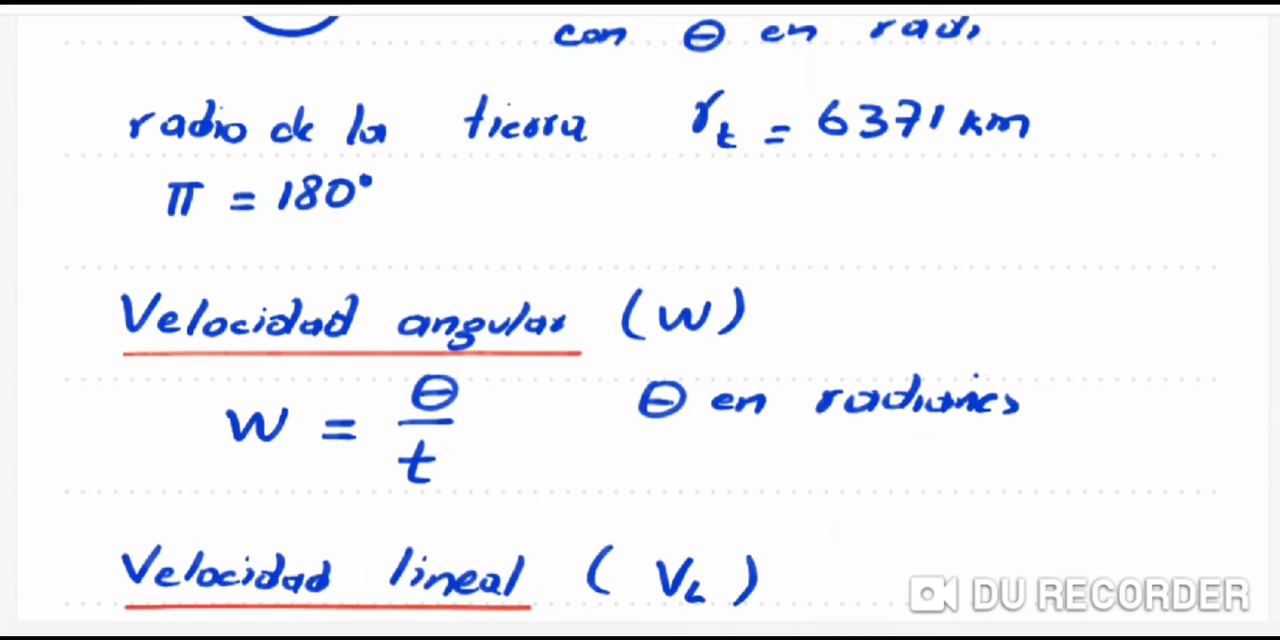 con θ en rad.
radio de la tierra r_t = 6371 km
π = 180°
Velocidad angular (w)
w = θ/t θ en radianes
Velocidad lineal ( V_L )
DU RECORDER